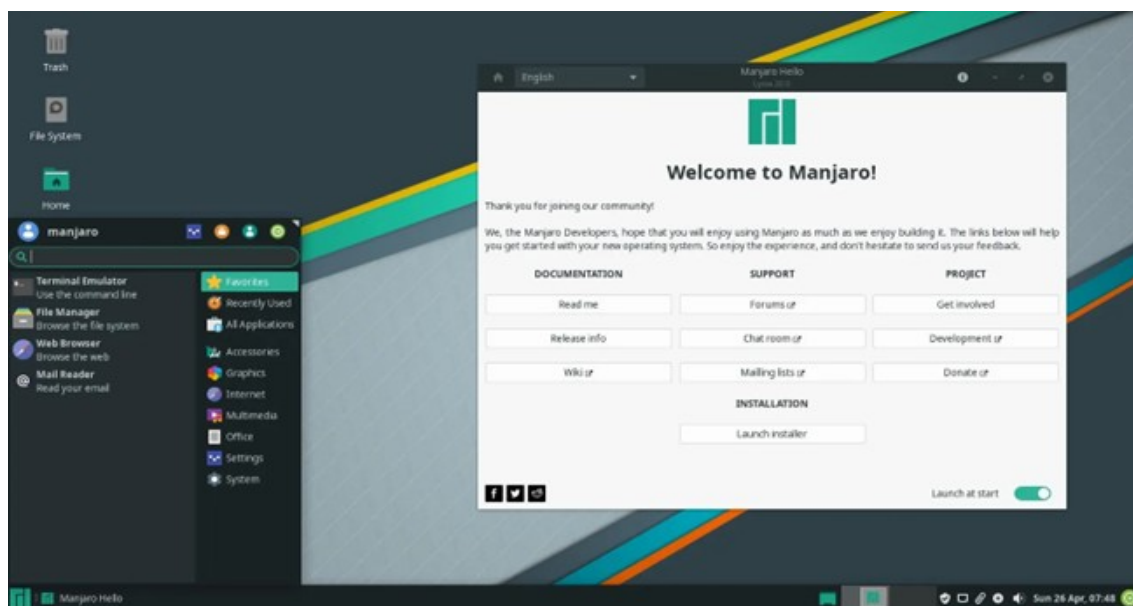 Trash
File System
Home
manjaro
Terminal Emulator
Use the command line
File Manager
Browse the file system
Web Browser
Browse the web
Mail Reader
Read your email
Favorites
Recently Used
All Applications
Accessories
Graphics
Internet
Multimedia
Office
Settings
System
English
Manjaro Hello
Welcome to Manjaro!
Thank you for joining our community!
We, the Manjaro Developers, hope that you will enjoy using Manjaro as much as we enjoy building it. The links below will help
you get started with your new operating system. So enjoy the experience, and don't hesitate to send us your feedback.
DOCUMENTATION SUPPORT PROJECT
Read me Forums Get involved
Release info Chat room Development
Wiki Mailing lists Donate
INSTALLATION
Launch installer
Launch at start
Manjaro Hello
Sun 26 Apr, 07:48